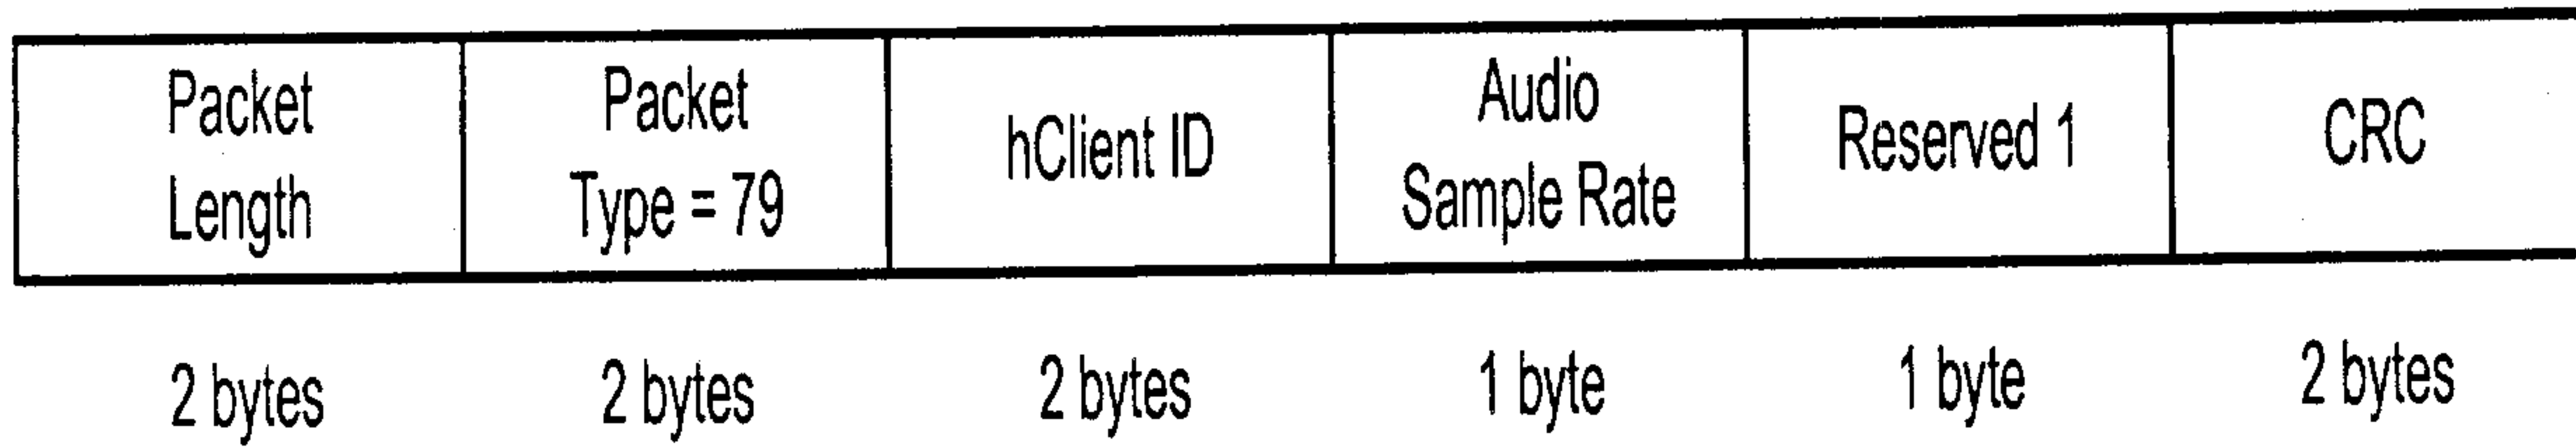 Packet
Length
Packet
Type = 79
hClient ID
Audio
Sample Rate
Reserved 1
CRC
2 bytes
2 bytes
2 bytes
1 byte
1 byte
2 bytes